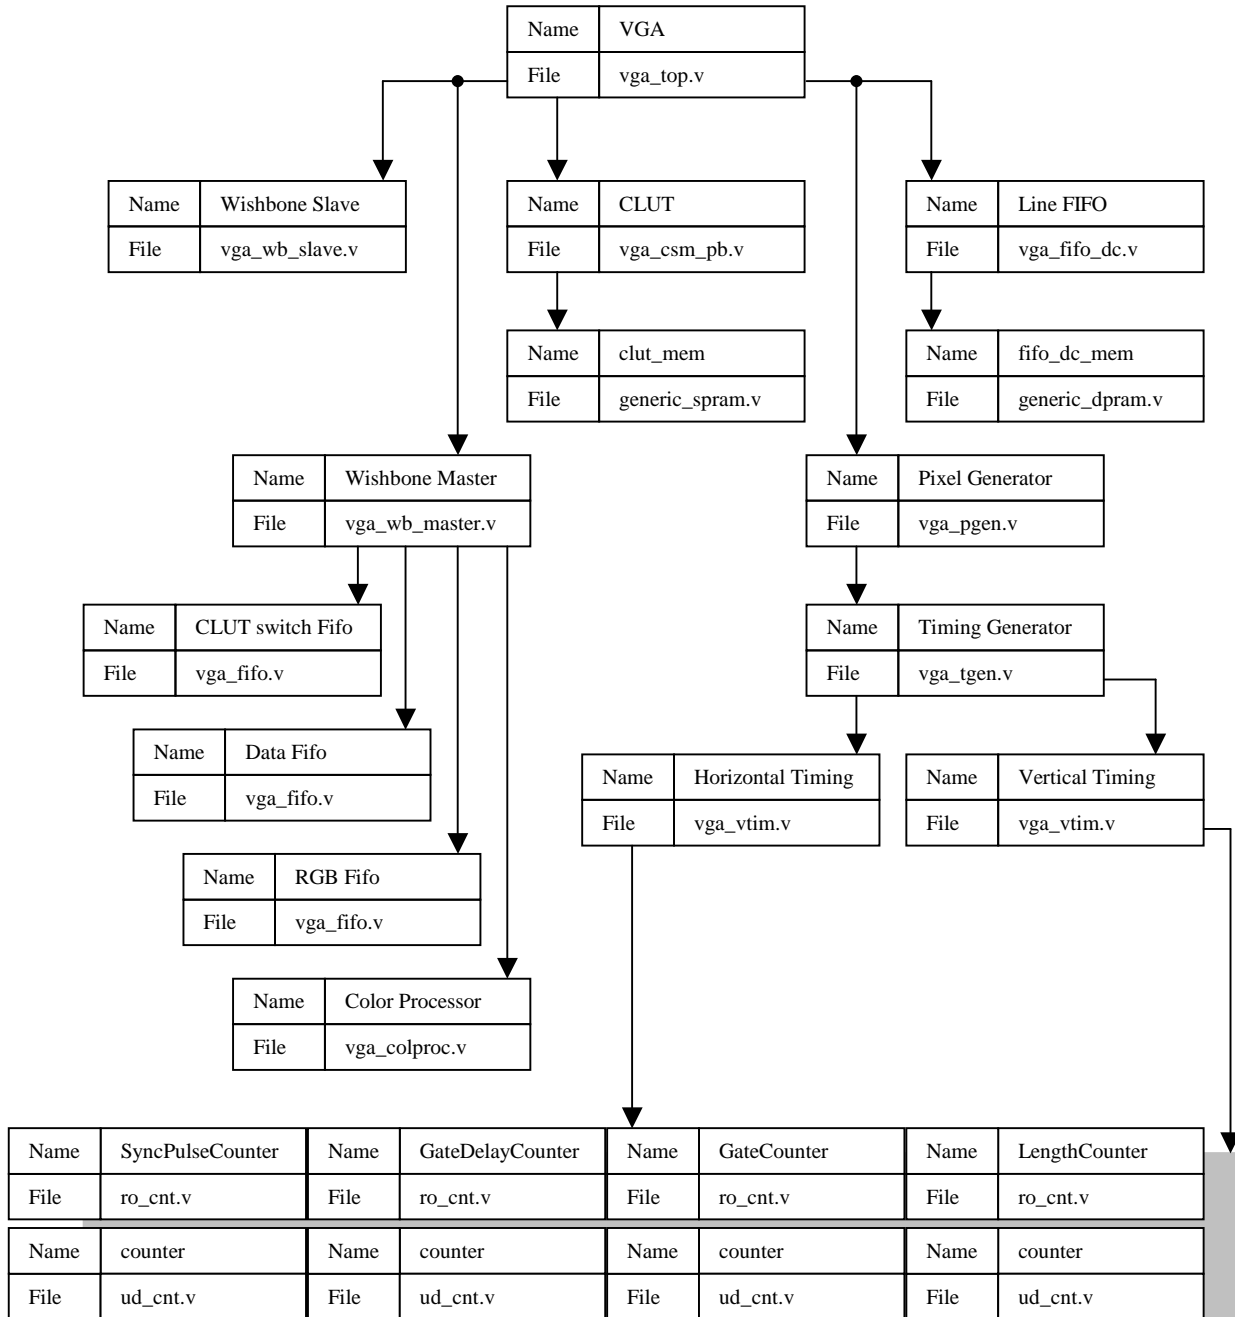 Name VGA
File vga_top.v
Name Wishbone Slave Name CLUT Name Line FIFO
File vga_wb_slave.v File vga_csm_pb.v File vga_fifo_dc.v
Name clut_mem Name fifo_dc_mem
File generic_spram.v File generic_dpram.v
Name Wishbone Master Name Pixel Generator
File vga_wb_master.v File vga_pgen.v
Name CLUT switch Fifo Name Timing Generator
File vga_fifo.v File vga_tgen.v
Name Data Fifo Name Horizontal Timing Name Vertical Timing
File vga_fifo.v File vga_vtim.v File vga_vtim.v
Name RGB Fifo
File vga_fifo.v
Name Color Processor
File vga_colproc.v
Name SyncPulseCounter Name GateDelayCounter Name GateCounter Name LengthCounter
File ro_cnt.v File ro_cnt.v File ro_cnt.v File ro_cnt.v
Name counter Name counter Name counter Name counter
File ud_cnt.v File ud_cnt.v File ud_cnt.v File ud_cnt.v